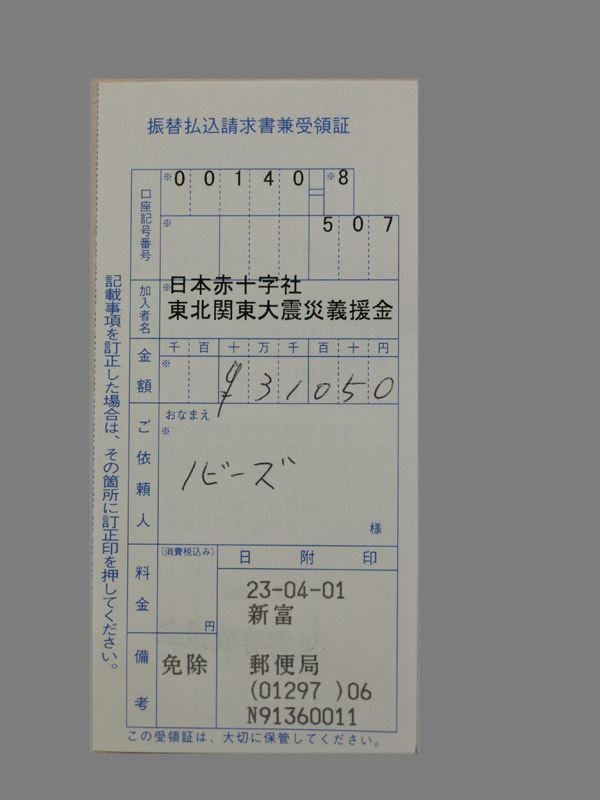 振替払込請求書兼受領証
口座記号番号
※00140 ※8
※507
加入者名
※日本赤十字社
東北関東大震災義援金
金額
千百十万千百十円
※¥31050
ご依頼人
おなまえ
※
ノビーズ
様
料金
(消費税込み)
円
日附印
23-04-01
新富
備考
免除
郵便局
(01297 )06
N91360011
この受領証は、大切に保管してください。
記載事項を訂正した場合は、その箇所に訂正印を押してください。